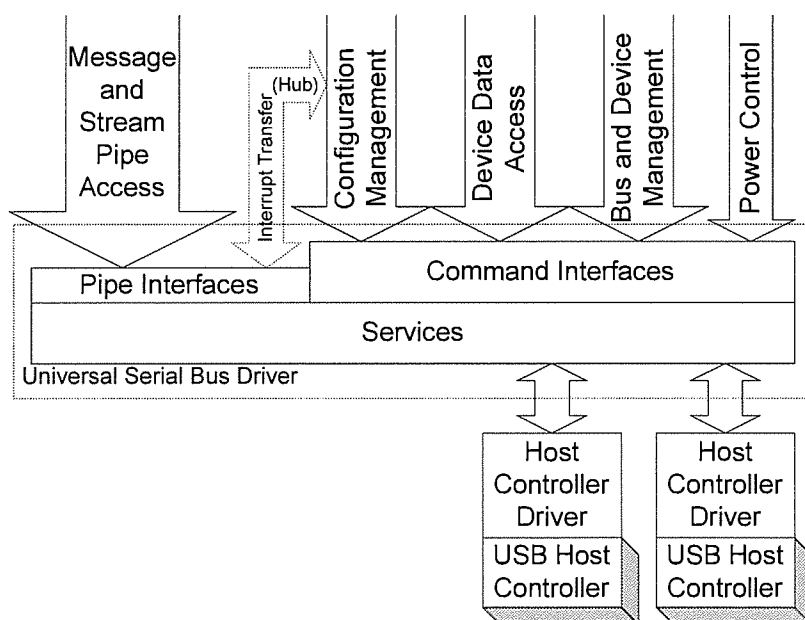 Message
and
Stream
Pipe
Access
Interrupt Transfer
(Hub)
Configuration
Management
Device Data
Access
Bus and Device
Management
Power Control
Pipe Interfaces
Command Interfaces
Services
Universal Serial Bus Driver
Host
Controller
Driver
USB Host
Controller
Host
Controller
Driver
USB Host
Controller